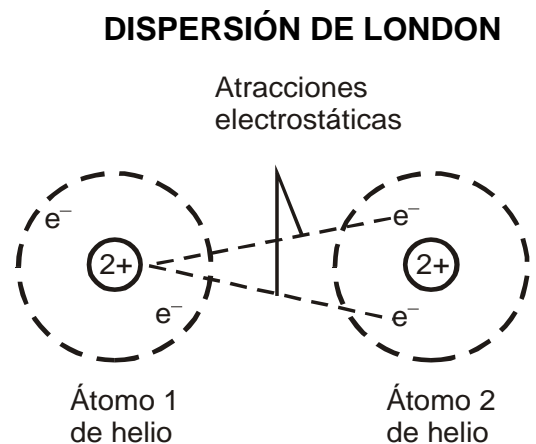 DISPERSIÓN DE LONDON
Atracciones
electrostáticas
e⁻
2+
e⁻
e⁻
2+
e⁻
Átomo 1
de helio
Átomo 2
de helio